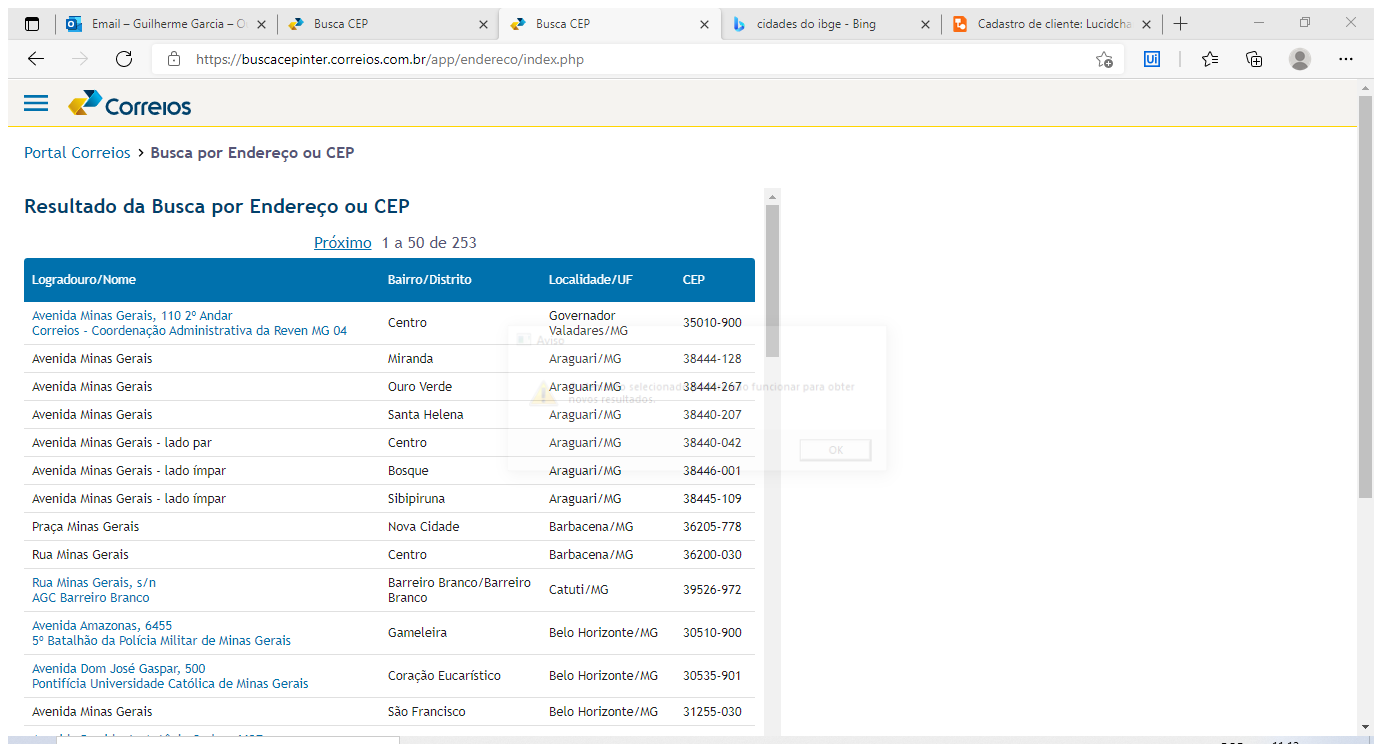 Email – Guilherme Garcia – O
Busca CEP
Busca CEP
cidades do ibge - Bing
Cadastro de cliente: Lucidcha
https://buscacepinter.correios.com.br/app/endereco/index.php
Ui
Correios
Portal Correios > Busca por Endereço ou CEP
Resultado da Busca por Endereço ou CEP
Próximo 1 a 50 de 253
Logradouro/Nome Bairro/Distrito Localidade/UF CEP
Avenida Minas Gerais, 110 2º Andar
Correios - Coordenação Administrativa da Reven MG 04
Centro
Governador
Valadares/MG
35010-900
Avenida Minas Gerais Miranda Araguari/MG 38444-128
Avenida Minas Gerais Ouro Verde Araguari/MG 38444-267
Avenida Minas Gerais Santa Helena Araguari/MG 38440-207
Avenida Minas Gerais - lado par Centro Araguari/MG 38440-042
Avenida Minas Gerais - lado ímpar Bosque Araguari/MG 38446-001
Avenida Minas Gerais - lado ímpar Sibipiruna Araguari/MG 38445-109
Praça Minas Gerais Nova Cidade Barbacena/MG 36205-778
Rua Minas Gerais Centro Barbacena/MG 36200-030
Rua Minas Gerais, s/n
AGC Barreiro Branco
Barreiro Branco/Barreiro
Branco
Catuti/MG
39526-972
Avenida Amazonas, 6455
5º Batalhão da Polícia Militar de Minas Gerais
Gameleira
Belo Horizonte/MG
30510-900
Avenida Dom José Gaspar, 500
Pontifícia Universidade Católica de Minas Gerais
Coração Eucarístico
Belo Horizonte/MG
30535-901
Avenida Minas Gerais São Francisco Belo Horizonte/MG 31255-030
Aviso
selecionad
funcionar para obter
novos resultados.
OK